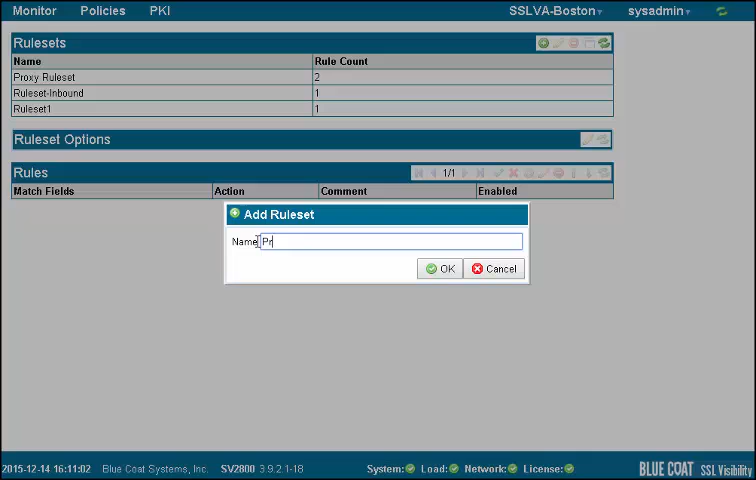 Monitor Policies PKI SSLVA-Boston sysadmin
Rulesets
Name Rule Count
Proxy Ruleset 2
Ruleset-Inbound 1
Ruleset1 1
Ruleset Options
Rules 1/1
Match Fields Action Comment Enabled
Add Ruleset
Name Pr
OK Cancel
2015-12-14 16:11:02 Blue Coat Systems, Inc. SV2800 3.9.2.1-18 System: Load: Network: License: BLUE COAT SSL Visibility